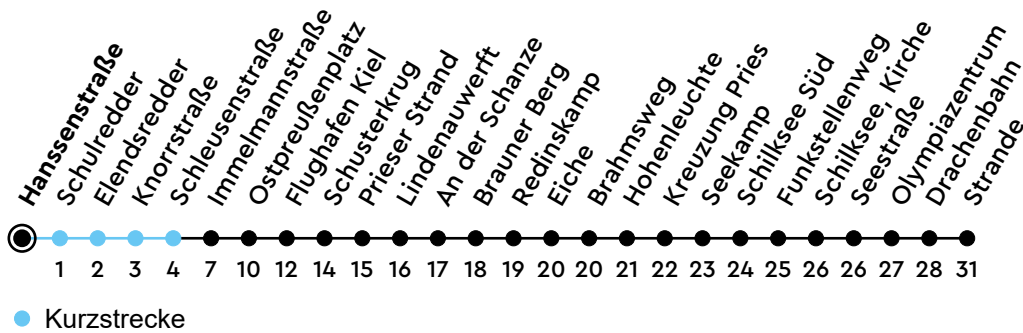 Hanssenstraße
Schulredder
Elendsredder
Knorrstraße
Schleusenstraße
Immelmannstraße
Ostpreußenplatz
Flughafen Kiel
Schusterkrug
Prieser Strand
Lindenauwerft
An der Schanze
Brauner Berg
Redinskamp
Eiche
Brahmsweg
Hohenleuchte
Kreuzung Pries
Seekamp
Schilksee Süd
Funkstellenweg
Schilksee, Kirche
Seestraße
Olympiazentrum
Drachenbahn
Strande
1 2 3 4 7 10 12 14 15 16 17 18 19 20 20 21 22 23 24 25 26 26 27 28 31
Kurzstrecke